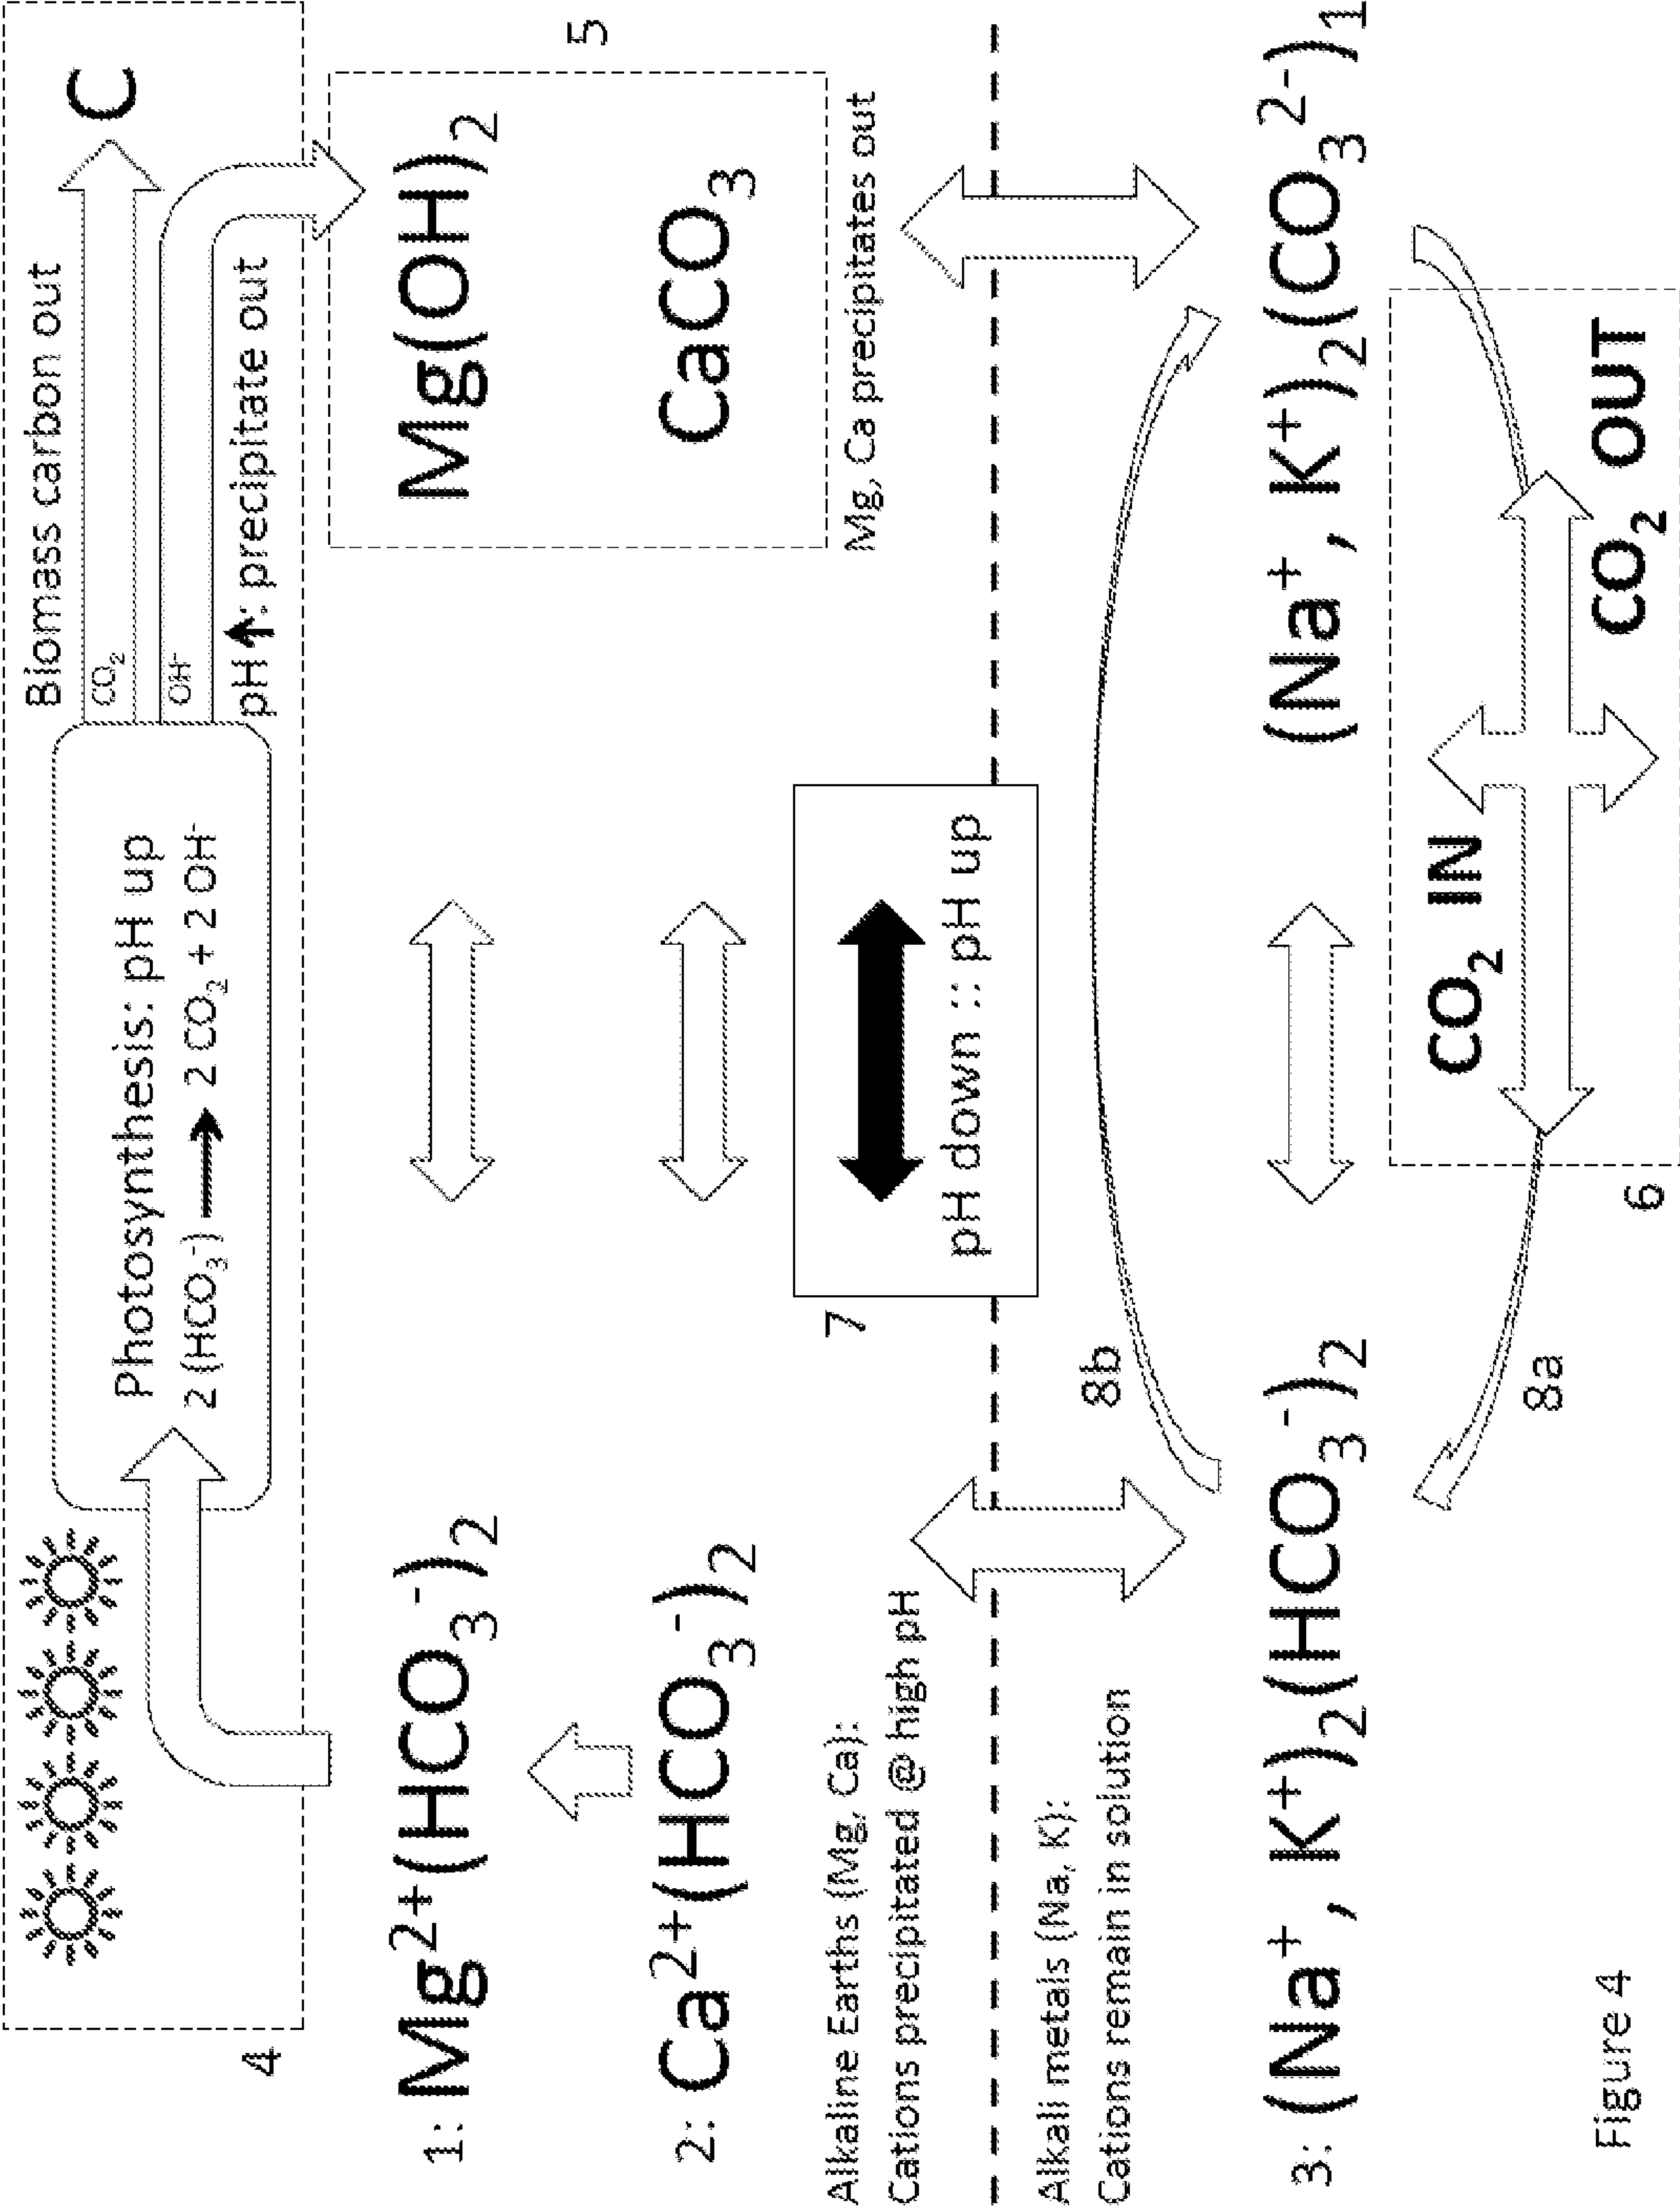 Biomass carbon out
C
CO₂
Photosynthesis: pH up
2 (HCO₃⁻) → 2 CO₂ + 2 OH⁻
OH⁻
pH↑: precipitate out
4
1: Mg²⁺(HCO₃⁻)₂
Mg(OH)₂
5
2: Ca²⁺(HCO₃⁻)₂
CaCO₃
Alkaline Earths (Mg, Ca):
Cations precipitated @ high pH
Mg, Ca precipitates out
7
pH down :: pH up
Alkali metals (Na, K):
Cations remain in solution
8b
3: (Na⁺, K⁺)₂(HCO₃⁻)₂
(Na⁺, K⁺)₂(CO₃²⁻)₁
CO₂ IN
8a
CO₂ OUT
6
Figure 4